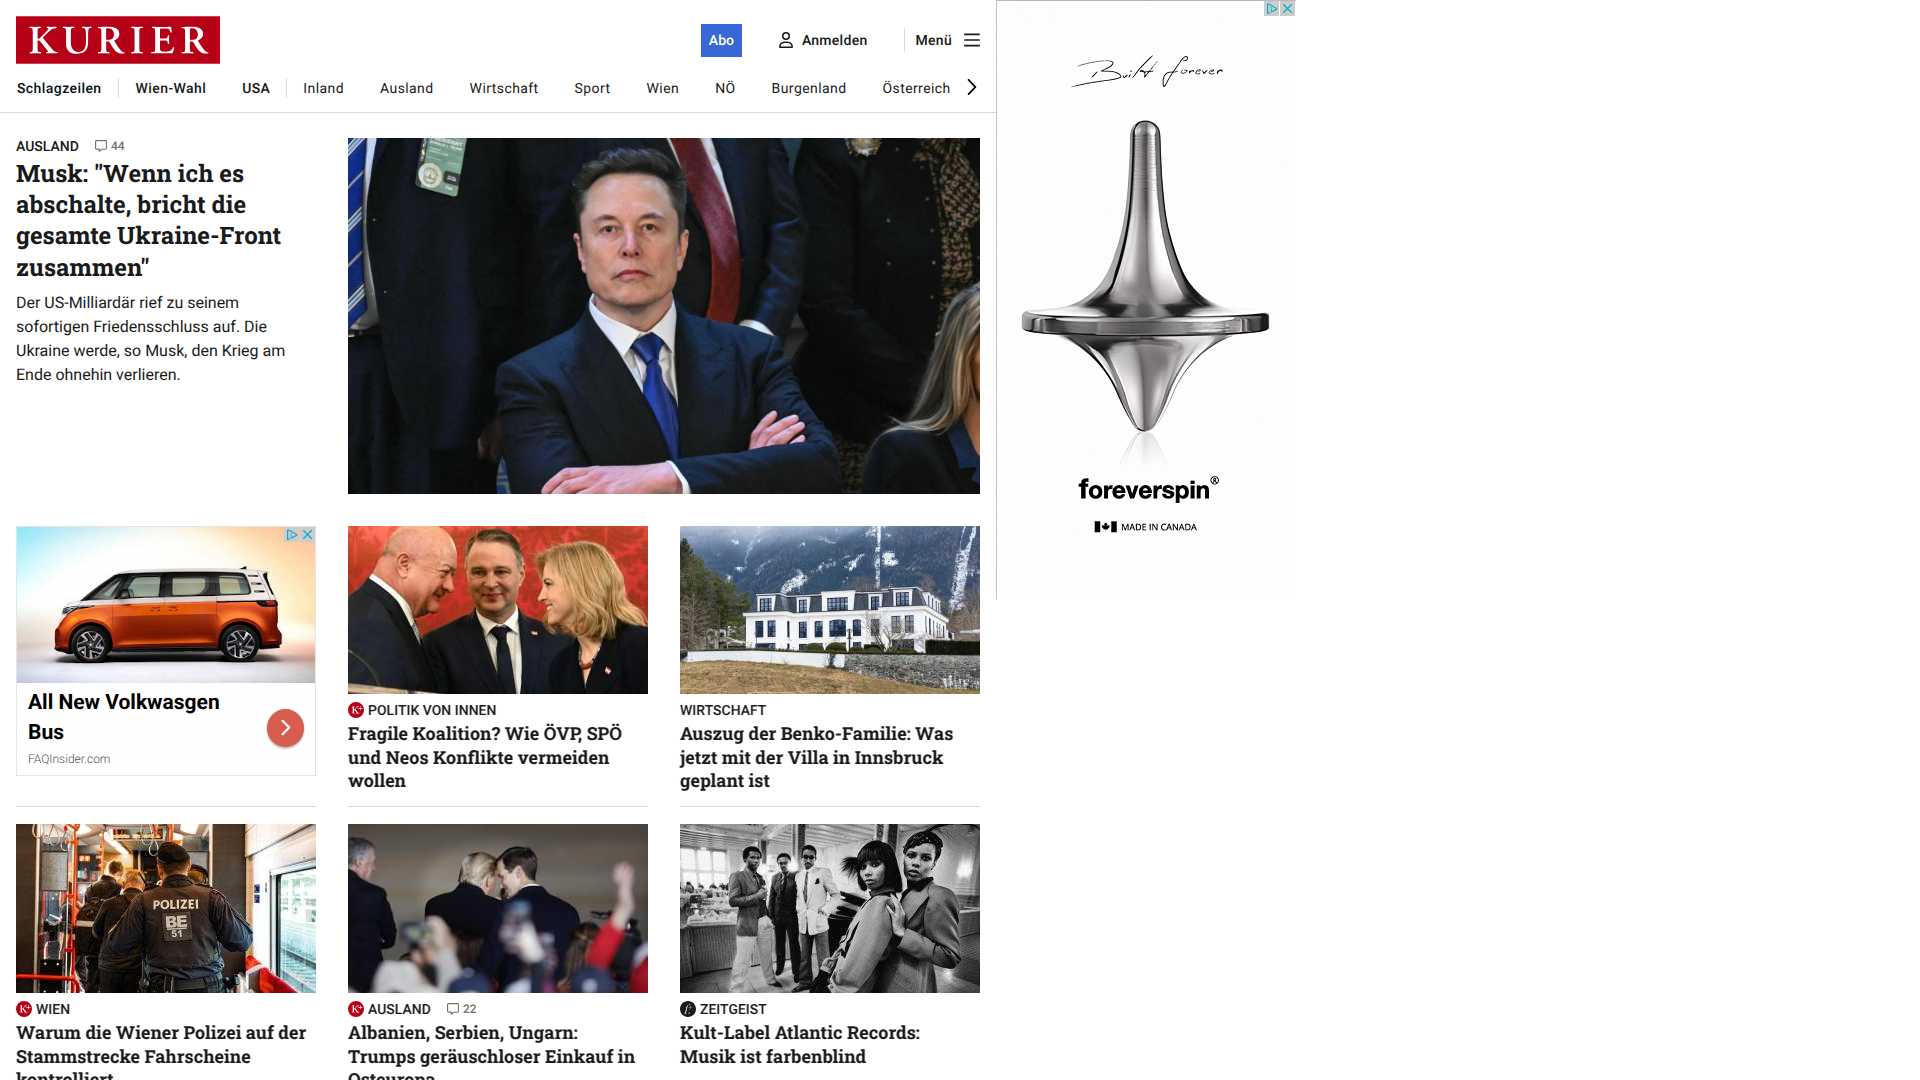 KURIER
Abo
Anmelden
Menü
Schlagzeilen
Wien-Wahl
USA
Inland
Ausland
Wirtschaft
Sport
Wien
NÖ
Burgenland
Österreich
AUSLAND 44
Musk: "Wenn ich es
abschalte, bricht die
gesamte Ukraine-Front
zusammen"
Der US-Milliardär rief zu seinem
sofortigen Friedensschluss auf. Die
Ukraine werde, so Musk, den Krieg am
Ende ohnehin verlieren.
Built forever
foreverspin®
MADE IN CANADA
All New Volkwasgen
Bus
FAQInsider.com
K+ POLITIK VON INNEN
Fragile Koalition? Wie ÖVP, SPÖ
und Neos Konflikte vermeiden
wollen
WIRTSCHAFT
Auszug der Benko-Familie: Was
jetzt mit der Villa in Innsbruck
geplant ist
POLIZEI
BE
51
K+ WIEN
Warum die Wiener Polizei auf der
Stammstrecke Fahrscheine
kontrolliert
K+ AUSLAND 22
Albanien, Serbien, Ungarn:
Trumps geräuschloser Einkauf in
Osteuropa
ZEITGEIST
Kult-Label Atlantic Records:
Musik ist farbenblind